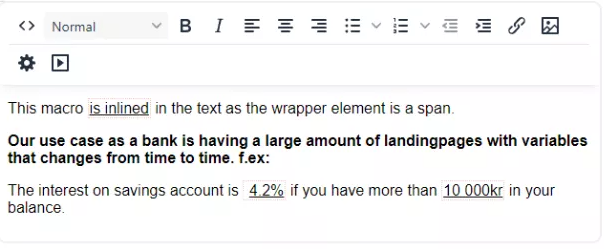 Normal
This macro is inlined in the text as the wrapper element is a span.
Our use case as a bank is having a large amount of landingpages with variables
that changes from time to time. f.ex:
The interest on savings account is 4.2% if you have more than 10 000kr in your
balance.